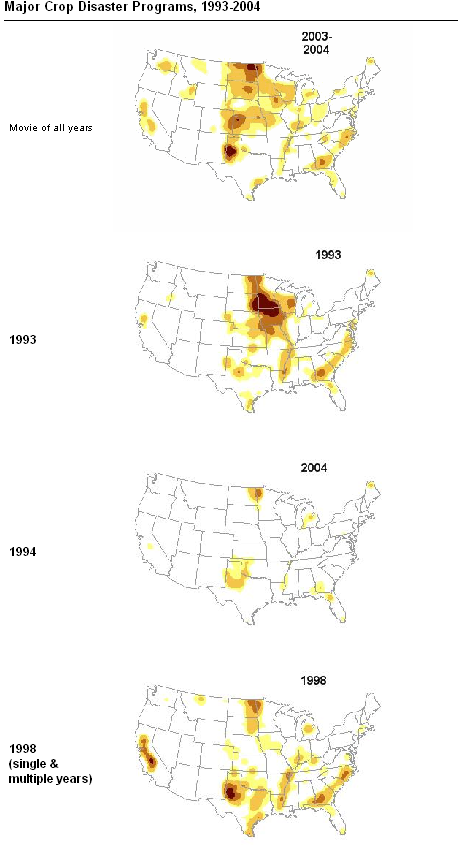 Major Crop Disaster Programs, 1993-2004
2003-
2004
Movie of all years
1993
1993
2004
1994
1998
1998
(single &
multiple years)